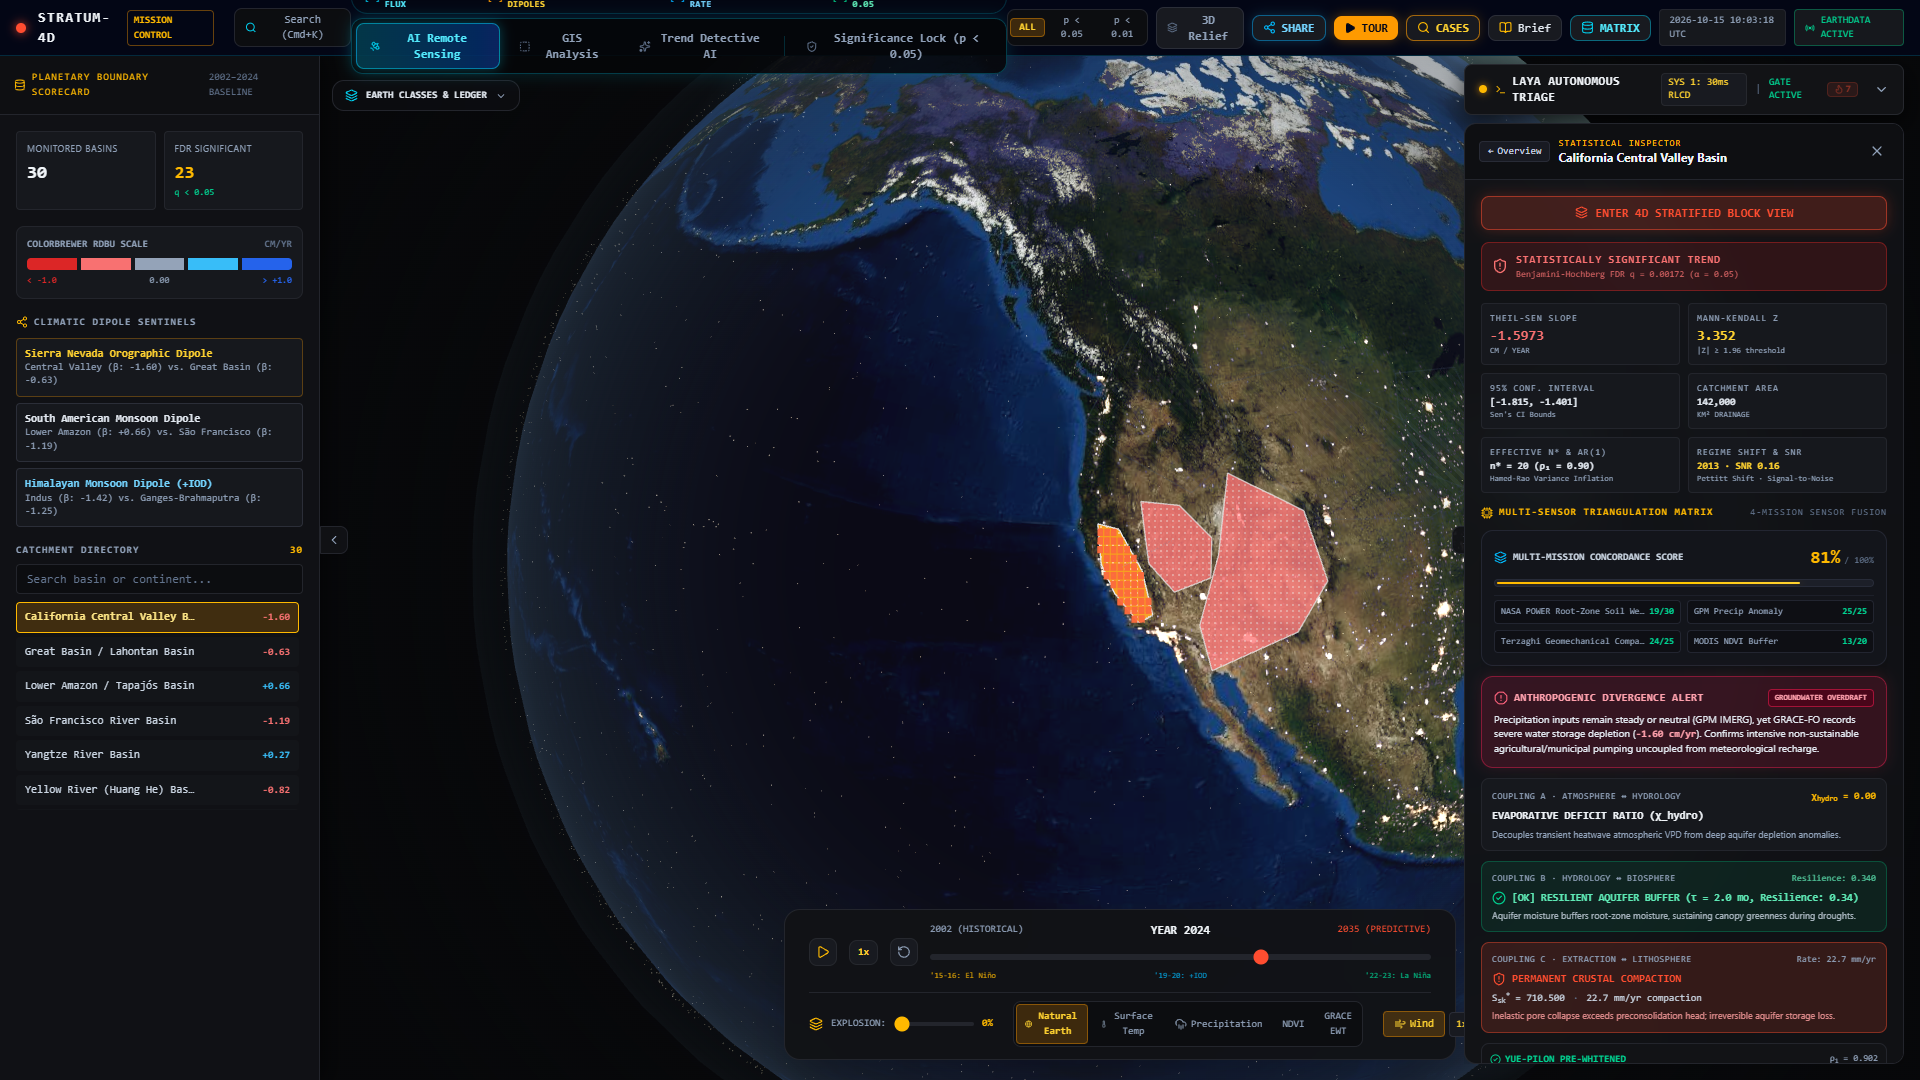 STRATUM-4D
MISSION CONTROL
Search (Cmd+K)
FLUX
DIPOLES
RATE
0.05
AI Remote Sensing
GIS Analysis
Trend Detective AI
Significance Lock (p < 0.05)
ALL
p < 0.05
p < 0.01
3D Relief
SHARE
TOUR
CASES
Brief
MATRIX
2026-10-15 10:03:18 UTC
EARTHDATA ACTIVE
PLANETARY BOUNDARY SCORECARD
2002–2024 BASELINE
MONITORED BASINS
30
FDR SIGNIFICANT
23
q < 0.05
COLORBREWER RDBU SCALE
CM/YR
< -1.0
0.00
> +1.0
CLIMATIC DIPOLE SENTINELS
Sierra Nevada Orographic Dipole
Central Valley (β: -1.60) vs. Great Basin (β: -0.63)
South American Monsoon Dipole
Lower Amazon (β: +0.66) vs. São Francisco (β: -1.19)
Himalayan Monsoon Dipole (+IOD)
Indus (β: -1.42) vs. Ganges-Brahmaputra (β: -1.25)
CATCHMENT DIRECTORY
30
Search basin or continent...
California Central Valley B…
-1.60
Great Basin / Lahontan Basin
-0.63
Lower Amazon / Tapajós Basin
+0.66
São Francisco River Basin
-1.19
Yangtze River Basin
+0.27
Yellow River (Huang He) Bas…
-0.82
EARTH CLASSES & LEDGER
2002 (HISTORICAL)
YEAR 2024
2035 (PREDICTIVE)
1x
'15-16: El Niño
'19-20: +IOD
'22-23: La Niña
EXPLOSION:
0%
Natural Earth
Surface Temp
Precipitation
NDVI
GRACE EWT
Wind
LAYA AUTONOMOUS TRIAGE
SYS 1: 30ms RLCD
|
GATE ACTIVE
7
← Overview
STATISTICAL INSPECTOR
California Central Valley Basin
ENTER 4D STRATIFIED BLOCK VIEW
STATISTICALLY SIGNIFICANT TREND
Benjamini-Hochberg FDR q = 0.00172 (α = 0.05)
THEIL-SEN SLOPE
-1.5973
CM / YEAR
MANN-KENDALL Z
3.352
|Z| ≥ 1.96 threshold
95% CONF. INTERVAL
[-1.815, -1.401]
Sen's CI Bounds
CATCHMENT AREA
142,000
KM² DRAINAGE
EFFECTIVE N* & AR(1)
n* = 20 (ρ₁ = 0.90)
Hamed-Rao Variance Inflation
REGIME SHIFT & SNR
2013 · SNR 0.16
Pettitt Shift · Signal-to-Noise
MULTI-SENSOR TRIANGULATION MATRIX
4-MISSION SENSOR FUSION
MULTI-MISSION CONCORDANCE SCORE
81% / 100%
NASA POWER Root-Zone Soil We… 19/30
GPM Precip Anomaly 25/25
Terzaghi Geomechanical Compa… 24/25
MODIS NDVI Buffer 13/20
ANTHROPOGENIC DIVERGENCE ALERT
GROUNDWATER OVERDRAFT
Precipitation inputs remain steady or neutral (GPM IMERG), yet GRACE-FO records
severe water storage depletion (-1.60 cm/yr). Confirms intensive non-sustainable
agricultural/municipal pumping uncoupled from meteorological recharge.
COUPLING A · ATMOSPHERE ↔ HYDROLOGY
χhydro = 0.00
EVAPORATIVE DEFICIT RATIO (χ_hydro)
Decouples transient heatwave atmospheric VPD from deep aquifer depletion anomalies.
COUPLING B · HYDROLOGY ↔ BIOSPHERE
Resilience: 0.340
[OK] RESILIENT AQUIFER BUFFER (τ = 2.0 mo, Resilience: 0.34)
Aquifer moisture buffers root-zone moisture, sustaining canopy greenness during droughts.
COUPLING C · EXTRACTION ↔ LITHOSPHERE
Rate: 22.7 mm/yr
PERMANENT CRUSTAL COMPACTION
Ssk* = 710.500 · 22.7 mm/yr compaction
Inelastic pore collapse exceeds preconsolidation head; irreversible aquifer storage loss.
YUE-PILON PRE-WHITENED
ρ₁ = 0.902